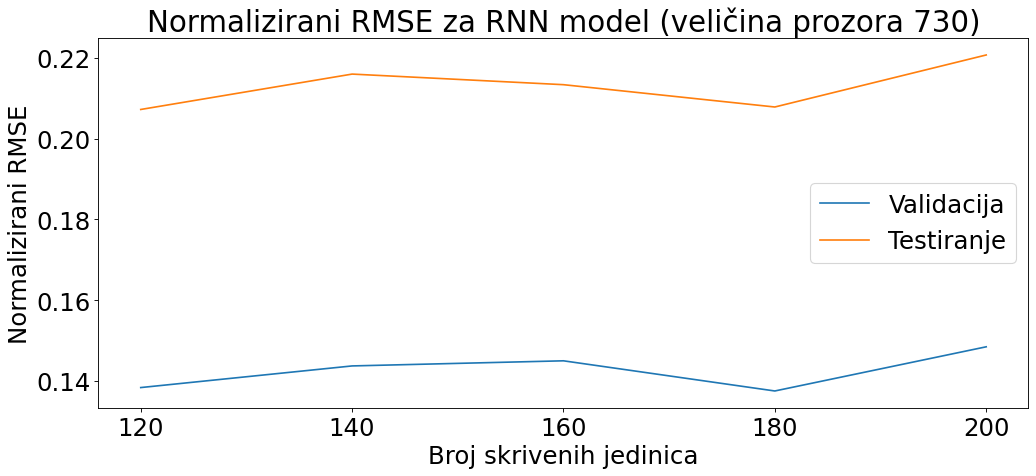 Normalizirani RMSE za RNN model (veličina prozora 730)
Normalizirani RMSE
0.22
0.20
0.18
0.16
0.14
Validacija
Testiranje
120 140 160 180 200
Broj skrivenih jedinica